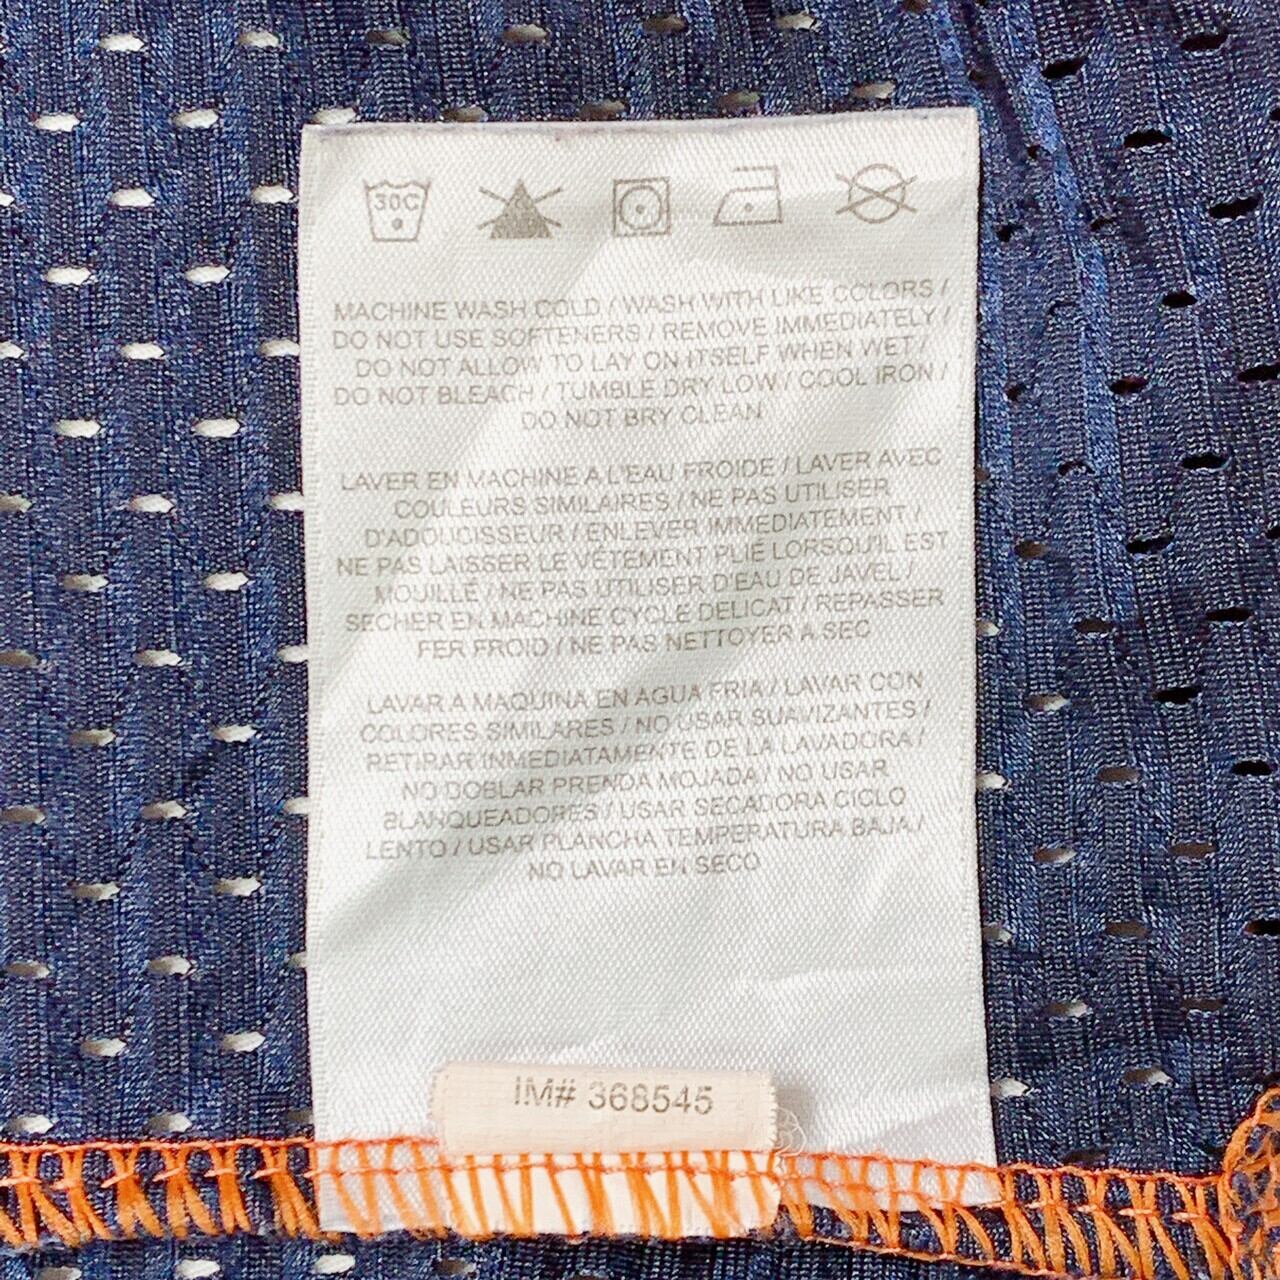 30C
MACHINE WASH COLD / WASH WITH LIKE COLORS /
DO NOT USE SOFTENERS / REMOVE IMMEDIATELY /
DO NOT ALLOW TO LAY ON ITSELF WHEN WET /
DO NOT BLEACH / TUMBLE DRY LOW / COOL IRON /
DO NOT DRY CLEAN
LAVER EN MACHINE A L'EAU FROIDE / LAVER AVEC
COULEURS SIMILAIRES / NE PAS UTILISER
D'ADOUCISSEUR / ENLEVER IMMEDIATEMENT /
NE PAS LAISSER LE VÉTEMENT PLIÉ LORSQU'IL EST
MOUILLÉ / NE PAS UTILISER D'EAU DE JAVEL /
SECHER EN MACHINE CYCLE DELICAT / REPASSER
FER FROID / NE PAS NETTOYER A SEC
LAVAR A MAQUINA EN AGUA FRIA / LAVAR CON
COLORES SIMILARES / NO USAR SUAVIZANTES /
RETIRAR INMEDIATAMENTE DE LA LAVADORA /
NO DOBLAR PRENDA MOJADA / NO USAR
BLANQUEADORES / USAR SECADORA CICLO
LENTO / USAR PLANCHA TEMPERATURA BAJA /
NO LAVAR EN SECO
IM# 368545